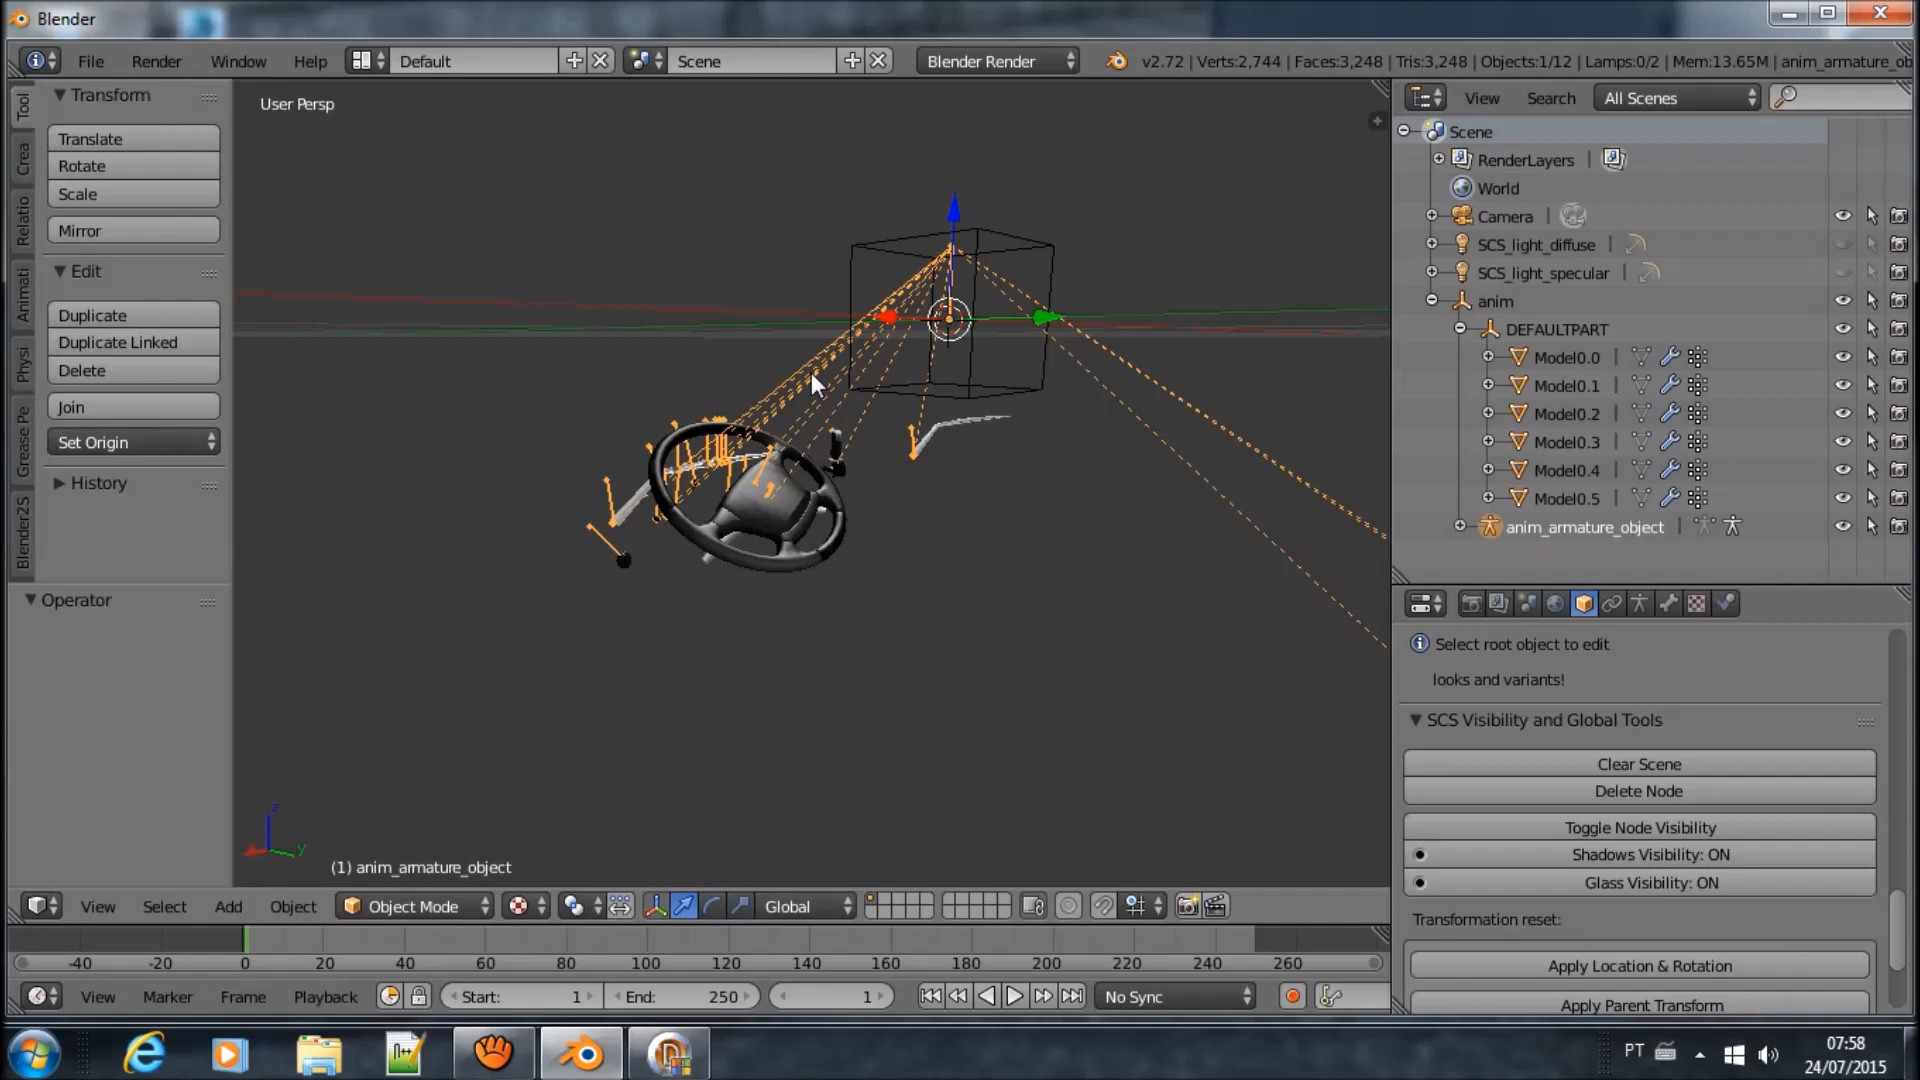 Blender
File Render Window Help Default Scene Blender Render v2.72 | Verts:2,744 | Faces:3,248 | Tris:3,248 | Objects:1/12 | Lamps:0/2 | Mem:13.65M | anim_armature_ob
Tool
Crea
Relatio
Animati
Physi
Grease Pe
Blender2S
Transform
Translate
Rotate
Scale
Mirror
Edit
Duplicate
Duplicate Linked
Delete
Join
Set Origin
History
Operator
User Persp
z
y
(1) anim_armature_object
View Select Add Object Object Mode Global
-40 -20 0 20 40 60 80 100 120 140 160 180 200 220 240 260
View Marker Frame Playback Start: 1 End: 250 1 No Sync
View Search All Scenes
Scene
RenderLayers
World
Camera
SCS_light_diffuse
SCS_light_specular
anim
DEFAULTPART
Model0.0
Model0.1
Model0.2
Model0.3
Model0.4
Model0.5
anim_armature_object
Select root object to edit
looks and variants!
SCS Visibility and Global Tools
Clear Scene
Delete Node
Toggle Node Visibility
Shadows Visibility: ON
Glass Visibility: ON
Transformation reset:
Apply Location & Rotation
Apply Parent Transform
N++
PT
07:58
24/07/2015